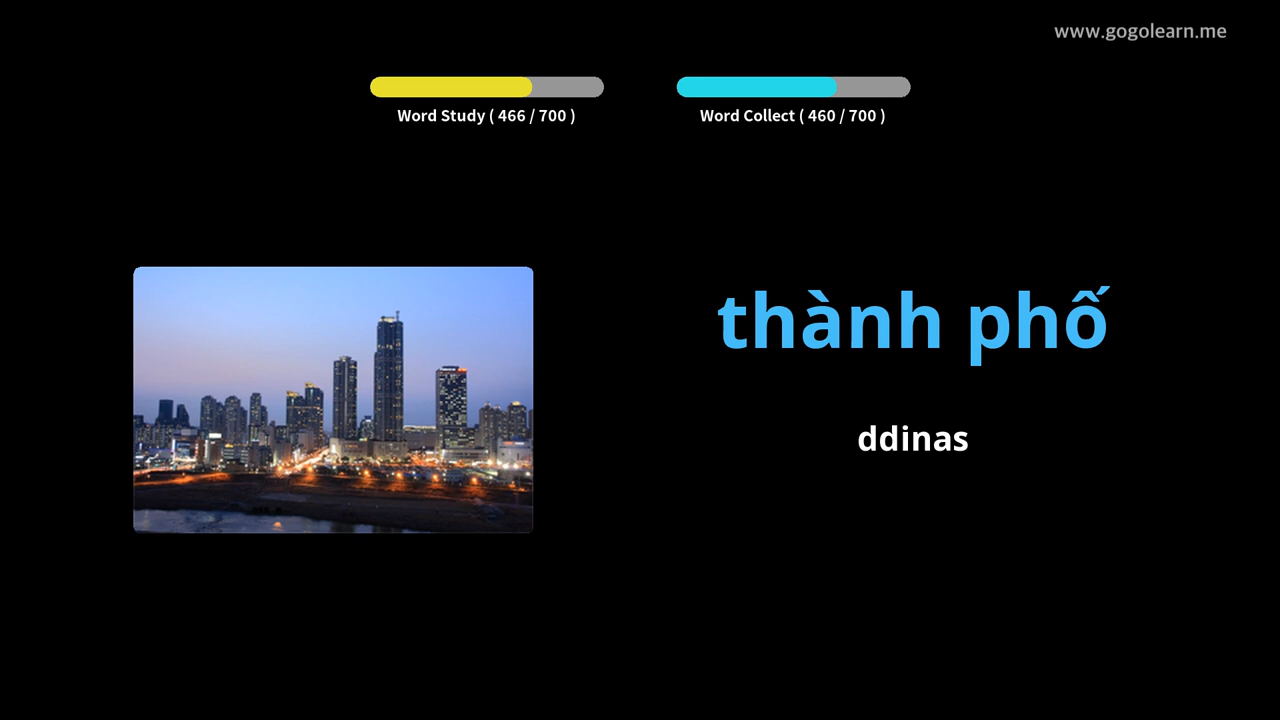 www.gogolearn.me
Word Study ( 466 / 700 )
Word Collect ( 460 / 700 )
thành phố
ddinas